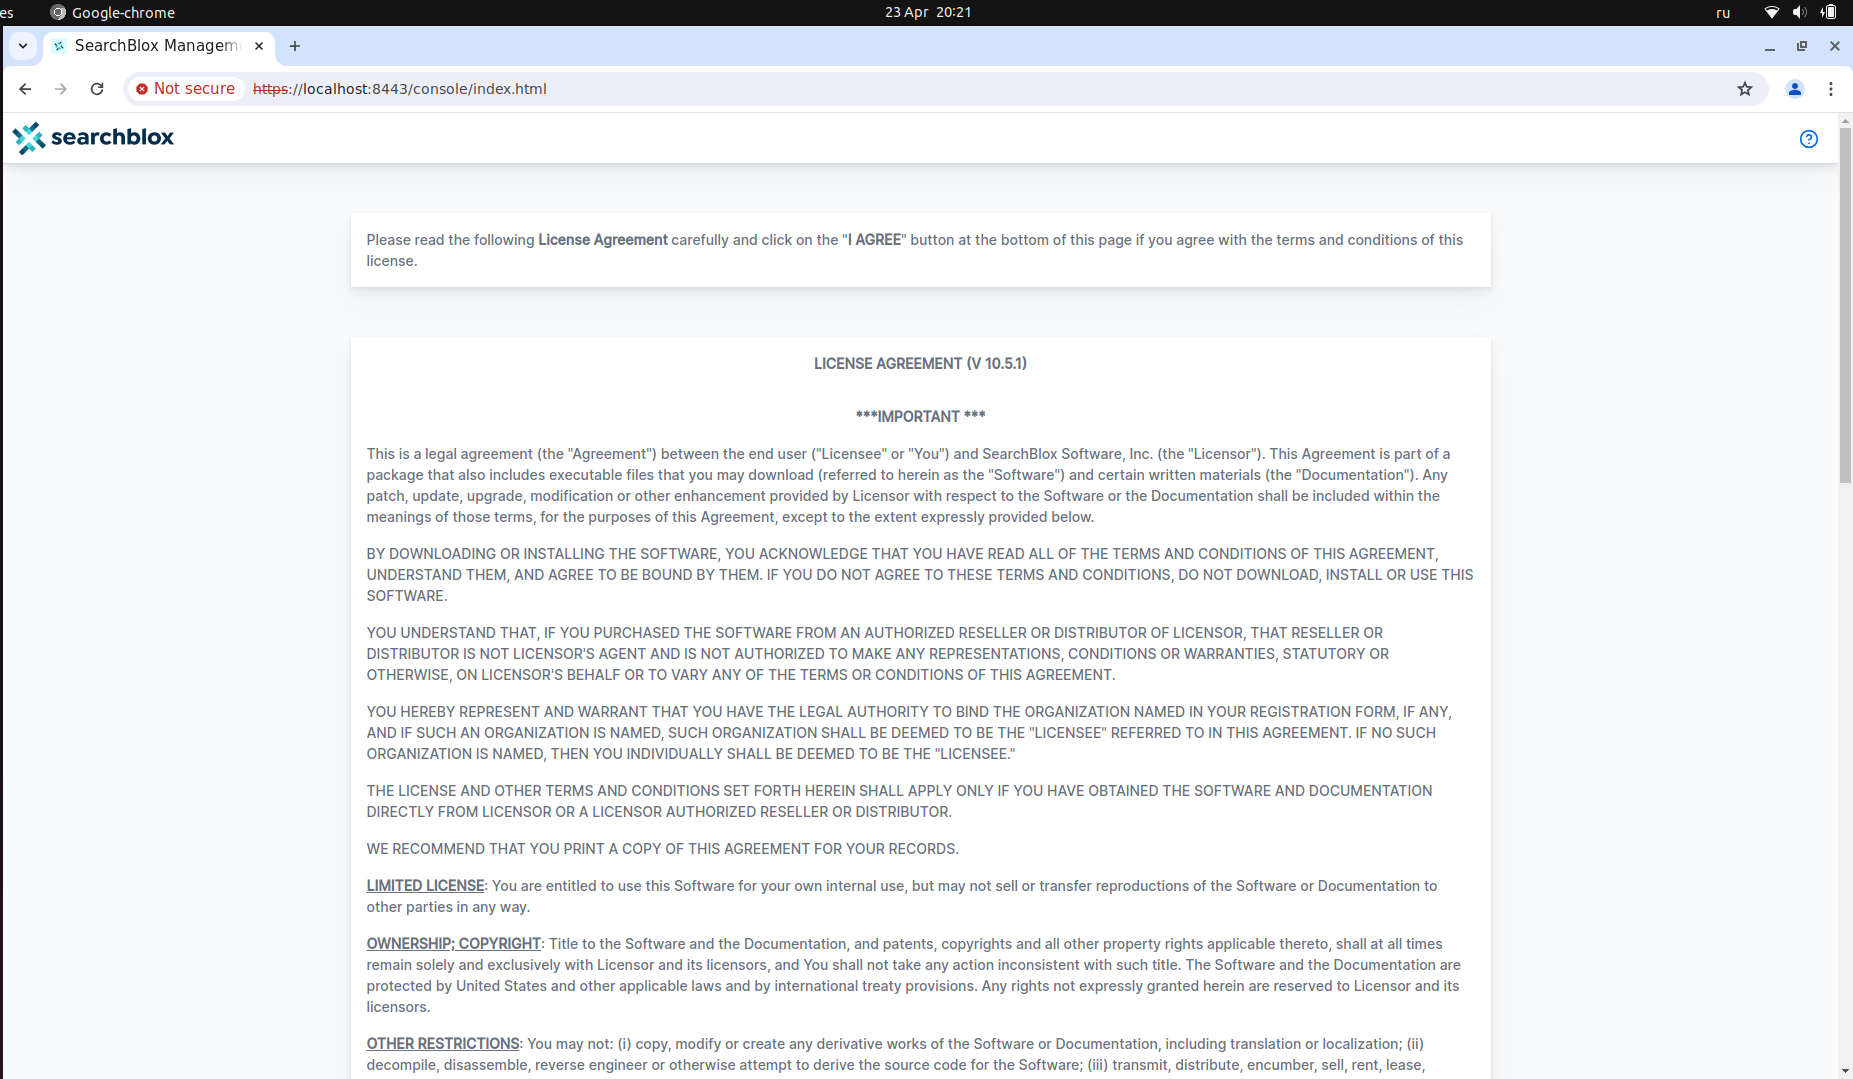 es Google-chrome 23 Apr 20:21 ru
SearchBlox Managem
Not secure https://localhost:8443/console/index.html
searchblox
Please read the following License Agreement carefully and click on the "I AGREE" button at the bottom of this page if you agree with the terms and conditions of this
license.
LICENSE AGREEMENT (V 10.5.1)
***IMPORTANT ***
This is a legal agreement (the "Agreement") between the end user ("Licensee" or "You") and SearchBlox Software, Inc. (the "Licensor"). This Agreement is part of a
package that also includes executable files that you may download (referred to herein as the "Software") and certain written materials (the "Documentation"). Any
patch, update, upgrade, modification or other enhancement provided by Licensor with respect to the Software or the Documentation shall be included within the
meanings of those terms, for the purposes of this Agreement, except to the extent expressly provided below.
BY DOWNLOADING OR INSTALLING THE SOFTWARE, YOU ACKNOWLEDGE THAT YOU HAVE READ ALL OF THE TERMS AND CONDITIONS OF THIS AGREEMENT,
UNDERSTAND THEM, AND AGREE TO BE BOUND BY THEM. IF YOU DO NOT AGREE TO THESE TERMS AND CONDITIONS, DO NOT DOWNLOAD, INSTALL OR USE THIS
SOFTWARE.
YOU UNDERSTAND THAT, IF YOU PURCHASED THE SOFTWARE FROM AN AUTHORIZED RESELLER OR DISTRIBUTOR OF LICENSOR, THAT RESELLER OR
DISTRIBUTOR IS NOT LICENSOR'S AGENT AND IS NOT AUTHORIZED TO MAKE ANY REPRESENTATIONS, CONDITIONS OR WARRANTIES, STATUTORY OR
OTHERWISE, ON LICENSOR'S BEHALF OR TO VARY ANY OF THE TERMS OR CONDITIONS OF THIS AGREEMENT.
YOU HEREBY REPRESENT AND WARRANT THAT YOU HAVE THE LEGAL AUTHORITY TO BIND THE ORGANIZATION NAMED IN YOUR REGISTRATION FORM, IF ANY,
AND IF SUCH AN ORGANIZATION IS NAMED, SUCH ORGANIZATION SHALL BE DEEMED TO BE THE "LICENSEE" REFERRED TO IN THIS AGREEMENT. IF NO SUCH
ORGANIZATION IS NAMED, THEN YOU INDIVIDUALLY SHALL BE DEEMED TO BE THE "LICENSEE."
THE LICENSE AND OTHER TERMS AND CONDITIONS SET FORTH HEREIN SHALL APPLY ONLY IF YOU HAVE OBTAINED THE SOFTWARE AND DOCUMENTATION
DIRECTLY FROM LICENSOR OR A LICENSOR AUTHORIZED RESELLER OR DISTRIBUTOR.
WE RECOMMEND THAT YOU PRINT A COPY OF THIS AGREEMENT FOR YOUR RECORDS.
LIMITED LICENSE: You are entitled to use this Software for your own internal use, but may not sell or transfer reproductions of the Software or Documentation to
other parties in any way.
OWNERSHIP; COPYRIGHT: Title to the Software and the Documentation, and patents, copyrights and all other property rights applicable thereto, shall at all times
remain solely and exclusively with Licensor and its licensors, and You shall not take any action inconsistent with such title. The Software and the Documentation are
protected by United States and other applicable laws and by international treaty provisions. Any rights not expressly granted herein are reserved to Licensor and its
licensors.
OTHER RESTRICTIONS: You may not: (i) copy, modify or create any derivative works of the Software or Documentation, including translation or localization; (ii)
decompile, disassemble, reverse engineer or otherwise attempt to derive the source code for the Software; (iii) transmit, distribute, encumber, sell, rent, lease,